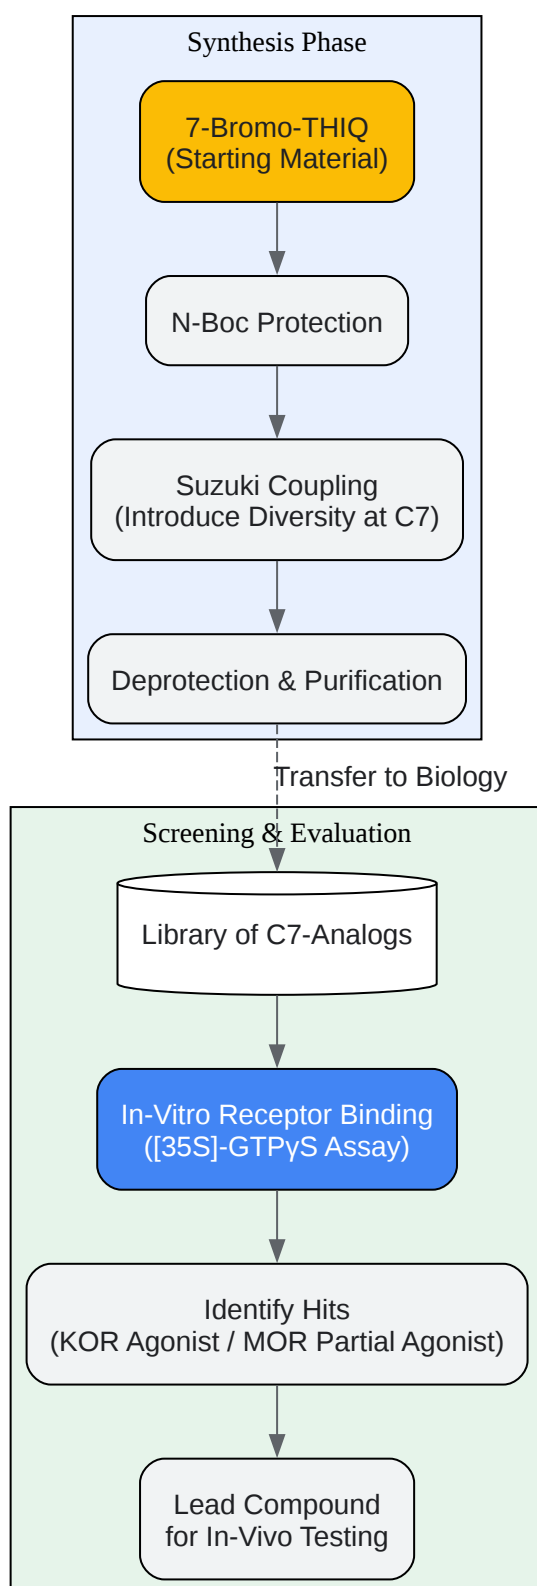 Synthesis Phase
7-Bromo-THIQ
(Starting Material)
N-Boc Protection
Suzuki Coupling
(Introduce Diversity at C7)
Deprotection & Purification
Transfer to Biology
Screening & Evaluation
Library of C7-Analogs
In-Vitro Receptor Binding
([35S]-GTPγS Assay)
Identify Hits
(KOR Agonist / MOR Partial Agonist)
Lead Compound
for In-Vivo Testing